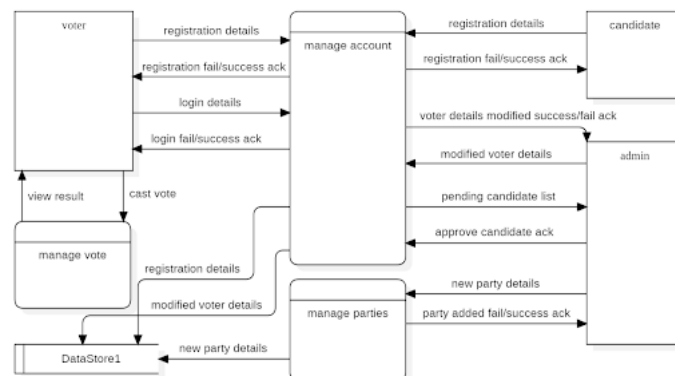 voter
registration details
registration details
candidate
manage account
registration fail/success ack
registration fail/success ack
login details
voter details modified success/fail ack
login fail/success ack
modified voter details
admin
view result
cast vote
pending candidate list
manage vote
approve candidate ack
registration details
new party details
modified voter details
manage parties
party added fail/success ack
DataStore1
new party details